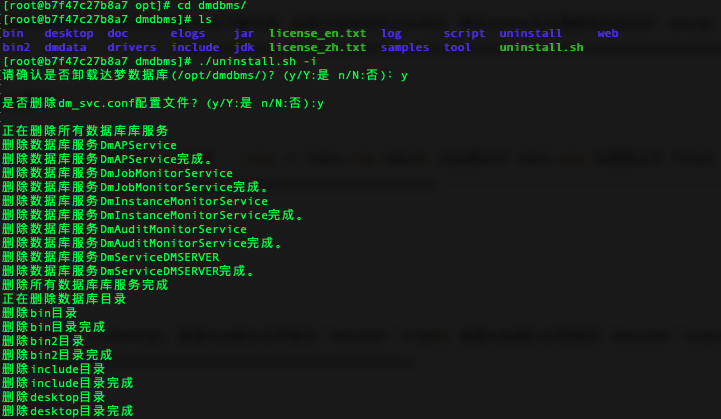 [root@b7f47c27b8a7 opt]# cd dmdbms/
[root@b7f47c27b8a7 dmdbms]# ls
bin desktop doc elogs jar license_en.txt log script uninstall web
bin2 dmdata drivers include jdk license_zh.txt samples tool uninstall.sh
[root@b7f47c27b8a7 dmdbms]# ./uninstall.sh -i
请确认是否卸载达梦数据库(/opt/dmdbms/)? (y/Y:是 n/N:否): y
是否删除dm_svc.conf配置文件? (y/Y:是 n/N:否):y
正在删除所有数据库库服务
删除数据库服务DmAPService
删除数据库服务DmAPService完成。
删除数据库服务DmJobMonitorService
删除数据库服务DmJobMonitorService完成。
删除数据库服务DmInstanceMonitorService
删除数据库服务DmInstanceMonitorService完成。
删除数据库服务DmAuditMonitorService
删除数据库服务DmAuditMonitorService完成。
删除数据库服务DmServiceDMSERVER
删除数据库服务DmServiceDMSERVER完成。
删除所有数据库库服务完成
正在删除数据库目录
删除bin目录
删除bin目录完成
删除bin2目录
删除bin2目录完成
删除include目录
删除include目录完成
删除desktop目录
删除desktop目录完成